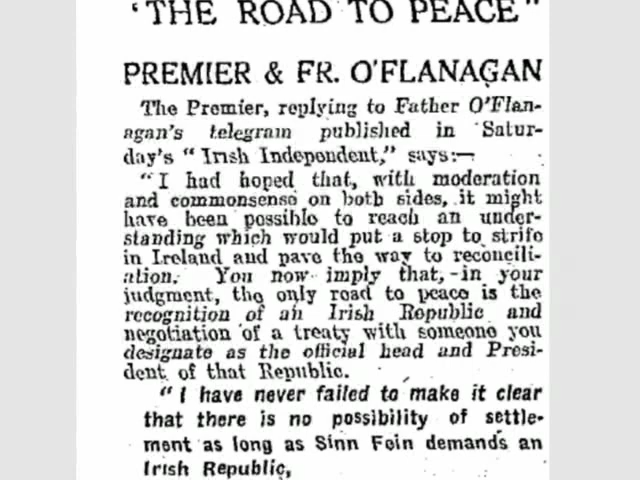 ‘THE ROAD TO PEACE"
PREMIER & FR. O'FLANAGAN
The Premier, replying to Father O'Flan-
agan's telegram published in Satur-
day's "Irish Independent," says:—
"I had hoped that, with moderation
and commonsense on both sides, it might
have been possible to reach an under-
standing which would put a stop to strife
in Ireland and pave the way to reconcili-
ation. You now imply that, in your
judgment, the only road to peace is the
recognition of an Irish Republic and
negotiation of a treaty with someone you
designate as the official head and Presi-
dent of that Republic.
"I have never failed to make it clear
that there is no possibility of settle-
ment as long as Sinn Fein demands an
Irish Republic,